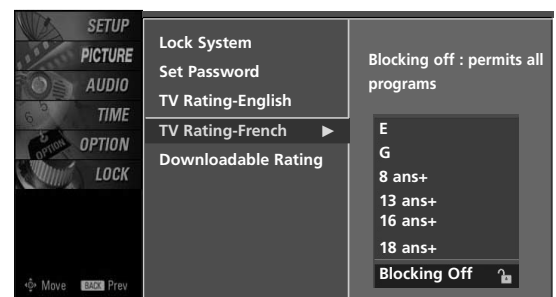 SETUP
PICTURE
AUDIO
TIME
OPTION
LOCK
Move BACK Prev
Lock System
Set Password
TV Rating-English
TV Rating-French ►
Downloadable Rating
Blocking off : permits all
programs
E
G
8 ans+
13 ans+
16 ans+
18 ans+
Blocking Off